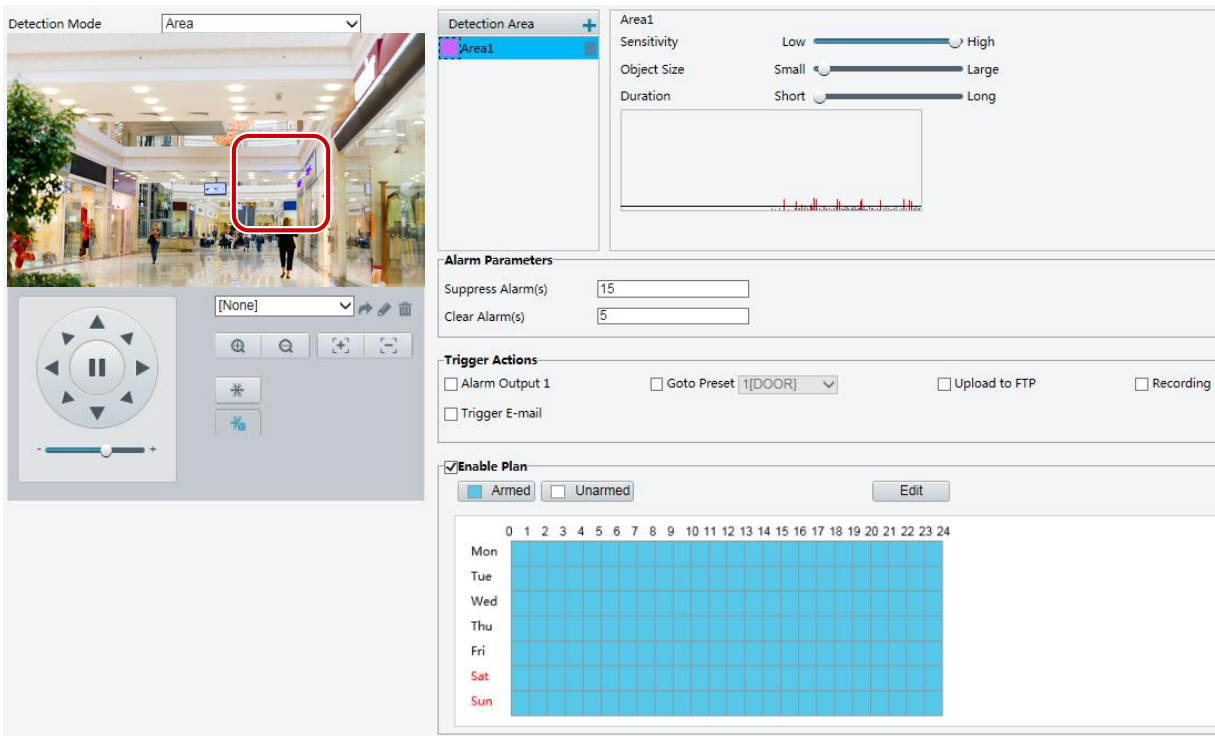 Detection Mode Area
[None]
- +
Detection Area +
Area1
Area1
Sensitivity Low High
Object Size Small Large
Duration Short Long
Alarm Parameters
Suppress Alarm(s) 15
Clear Alarm(s) 5
Trigger Actions
Alarm Output 1 Goto Preset 1[DOOR] Upload to FTP Recording
Trigger E-mail
Enable Plan
Armed Unarmed Edit
0 1 2 3 4 5 6 7 8 9 10 11 12 13 14 15 16 17 18 19 20 21 22 23 24
Mon
Tue
Wed
Thu
Fri
Sat
Sun